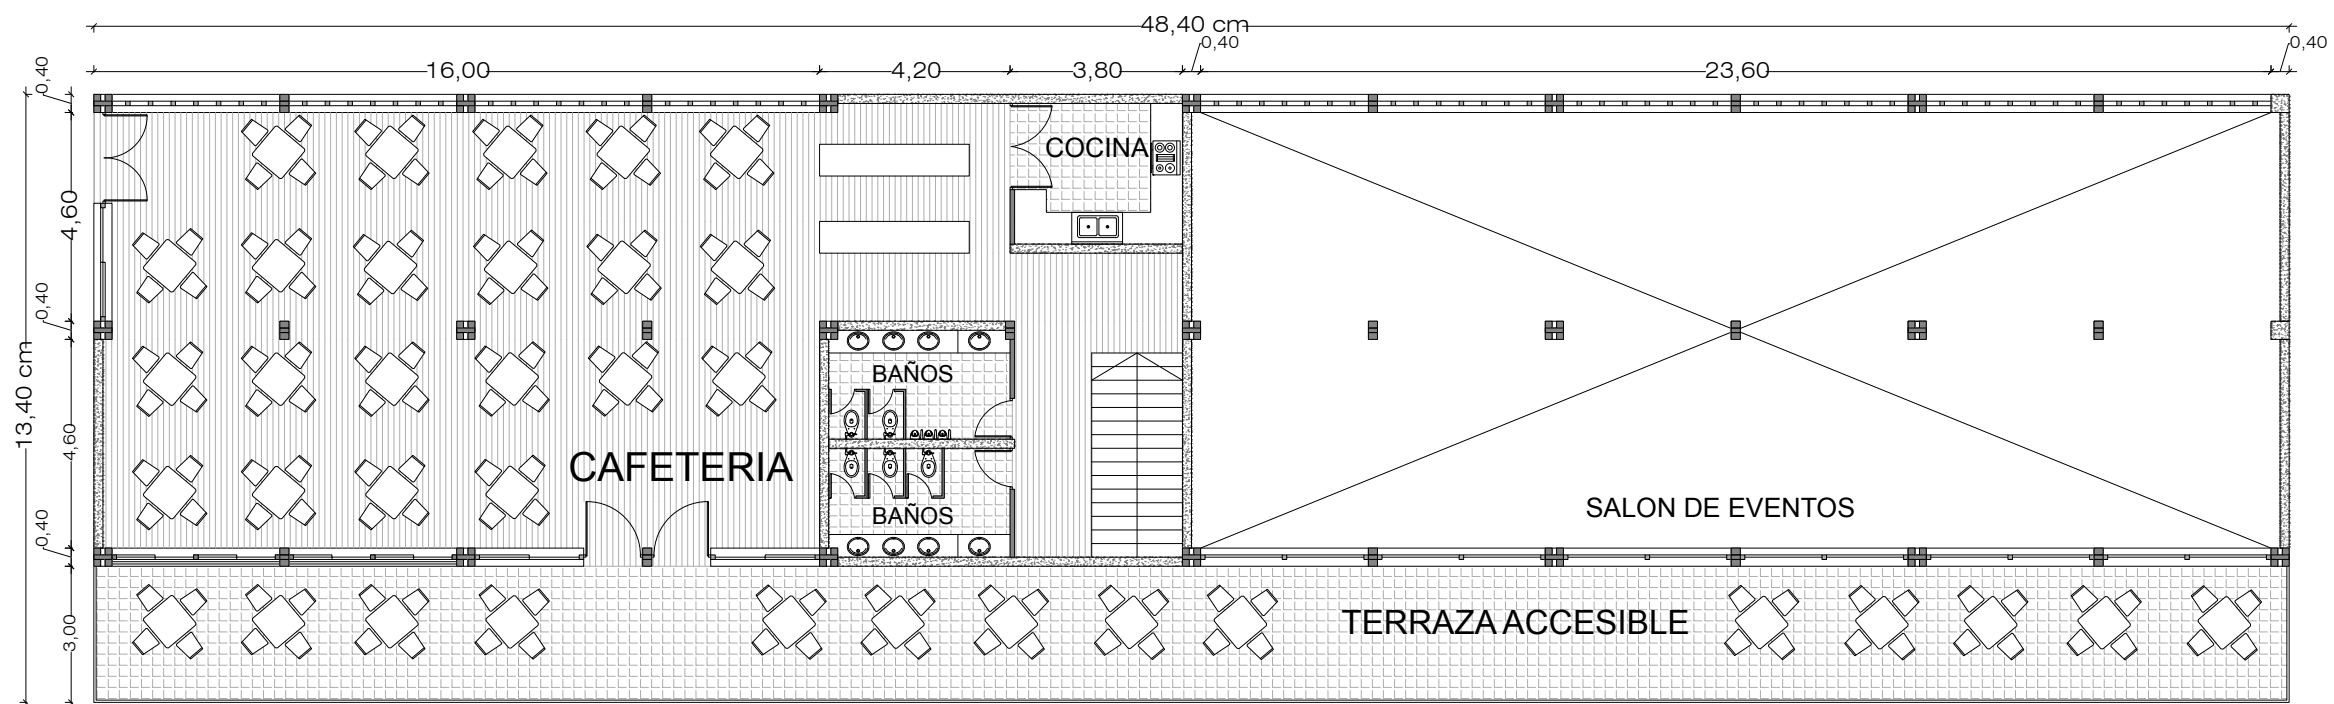 48,40 cm
0,40
0,40
16,00
4,20
3,80
23,60
0,40
4,60
0,40
13,40 cm
4,60
0,40
3,00
COCINA
BAÑOS
CAFETERIA
BAÑOS
SALON DE EVENTOS
TERRAZA ACCESIBLE